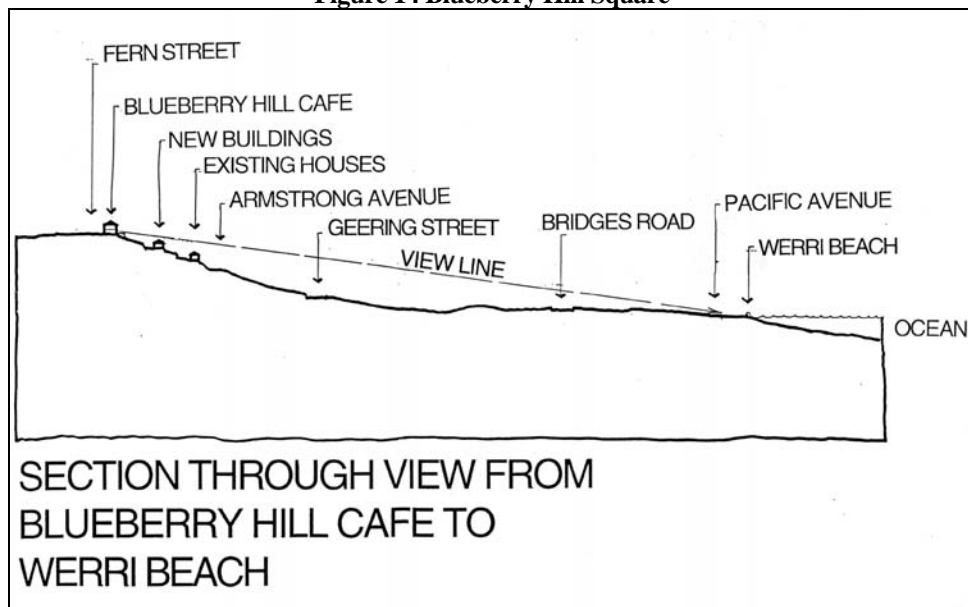 Figure 14 Blueberry Hill Square
FERN STREET
BLUEBERRY HILL CAFE
NEW BUILDINGS
EXISTING HOUSES
ARMSTRONG AVENUE
GEERING STREET
VIEW LINE
BRIDGES ROAD
PACIFIC AVENUE
WERRI BEACH
OCEAN
SECTION THROUGH VIEW FROM
BLUEBERRY HILL CAFE TO
WERRI BEACH